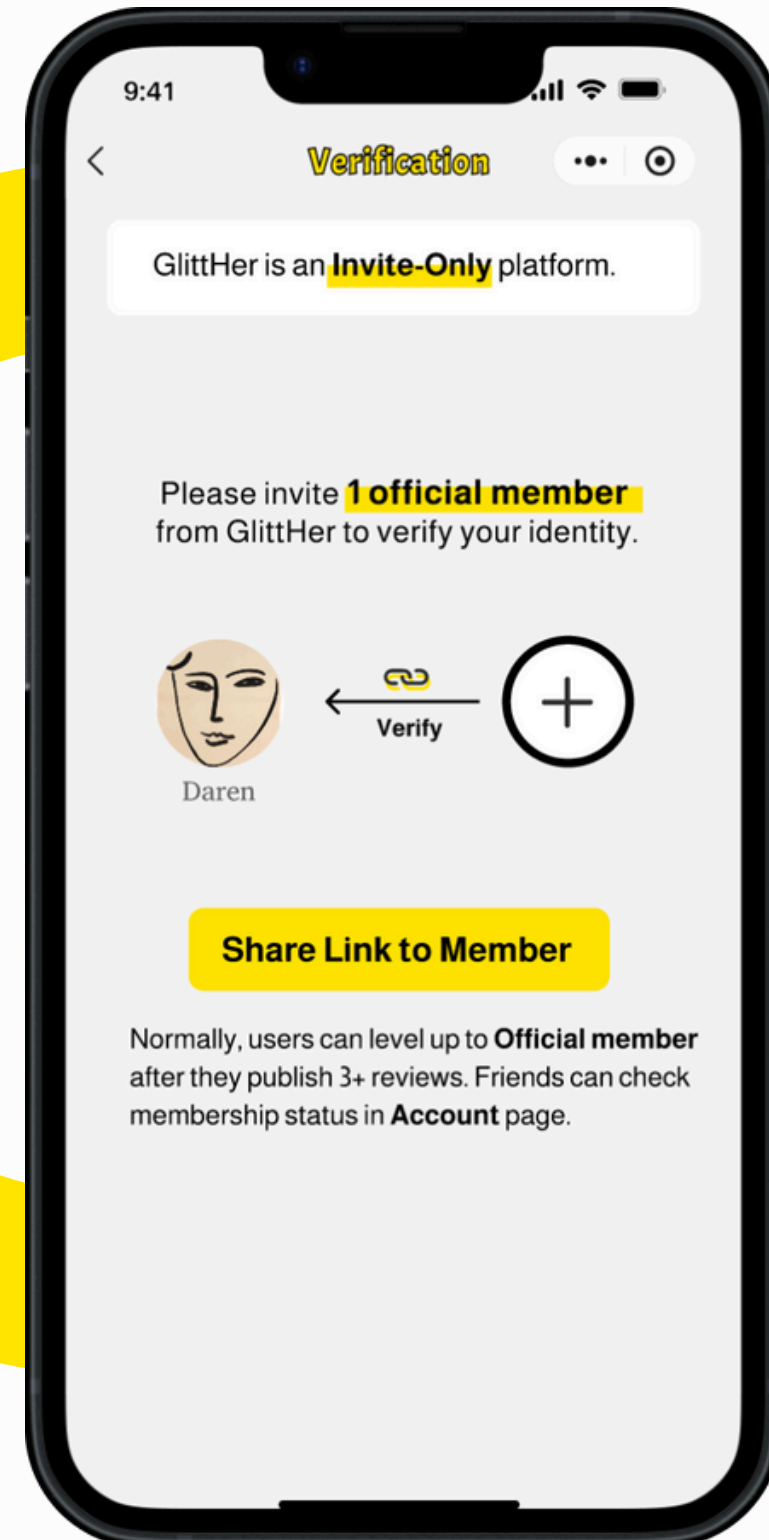 9:41
Verification
GlittHer is an Invite-Only platform.
Please invite 1 official member
from GlittHer to verify your identity.
Verify
Daren
Share Link to Member
Normally, users can level up to Official member
after they publish 3+ reviews. Friends can check
membership status in Account page.